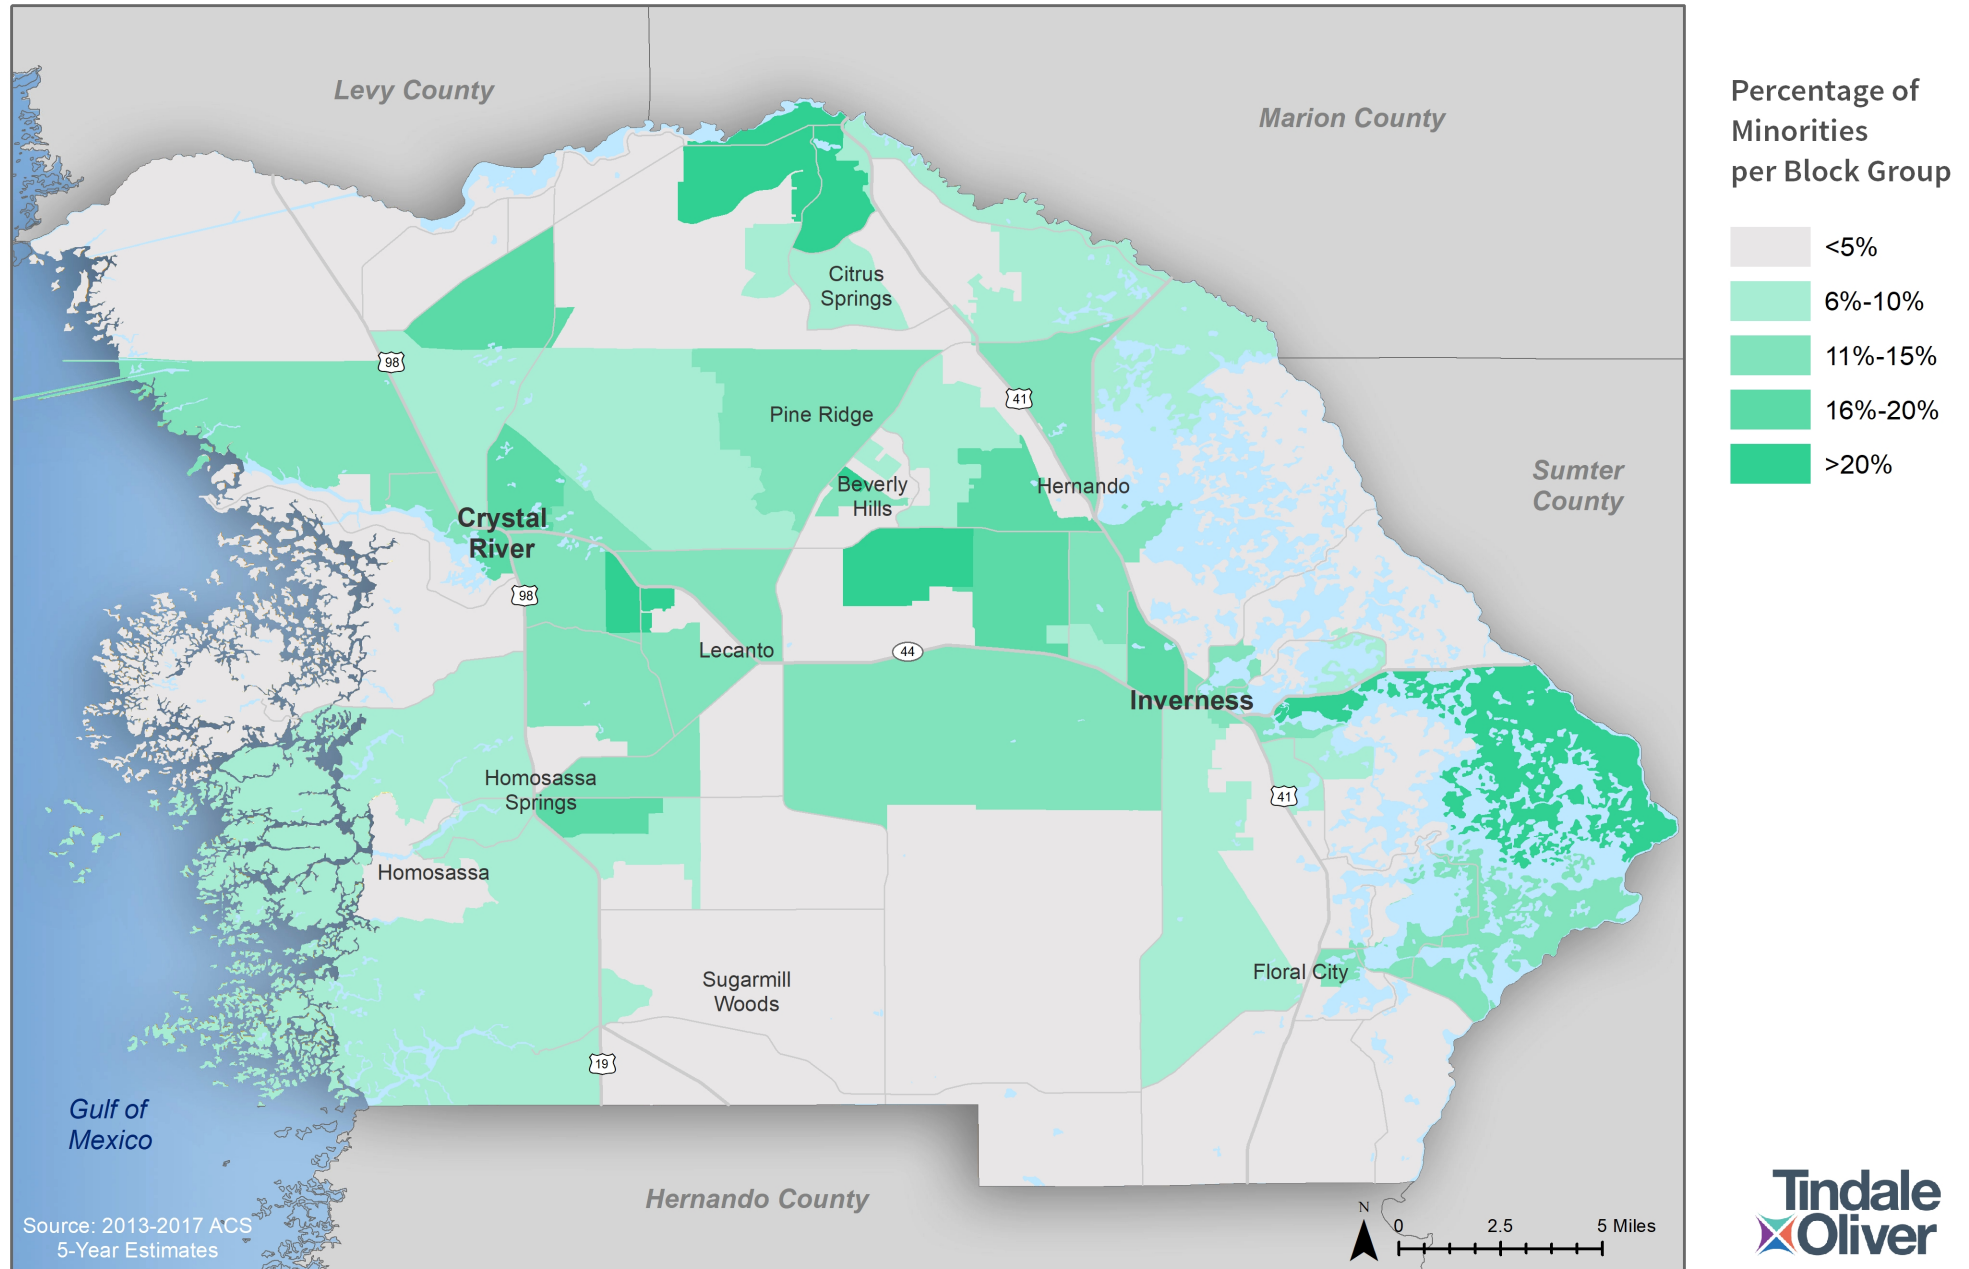 Levy County
Marion County
Percentage of
Minorities
per Block Group
<5%
6%-10%
11%-15%
16%-20%
>20%
Citrus
Springs
98
41
Pine Ridge
Sumter
County
Beverly
Hills
Hernando
Crystal
River
98
Lecanto
44
Inverness
Homosassa
Springs
41
Homosassa
Sugarmill
Woods
Floral City
19
Gulf of
Mexico
Hernando County
Source: 2013-2017 ACS
5-Year Estimates
N
0 2.5 5 Miles
Tindale
Oliver